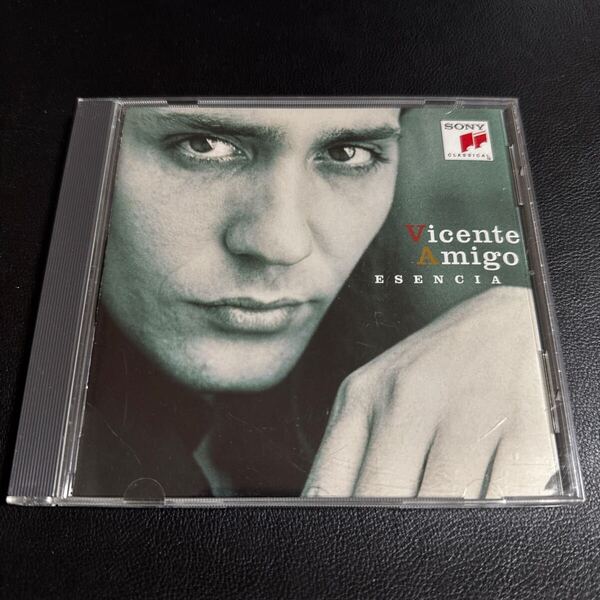 SONY
CLASSICAL
Vicente
Amigo
ESENCIA